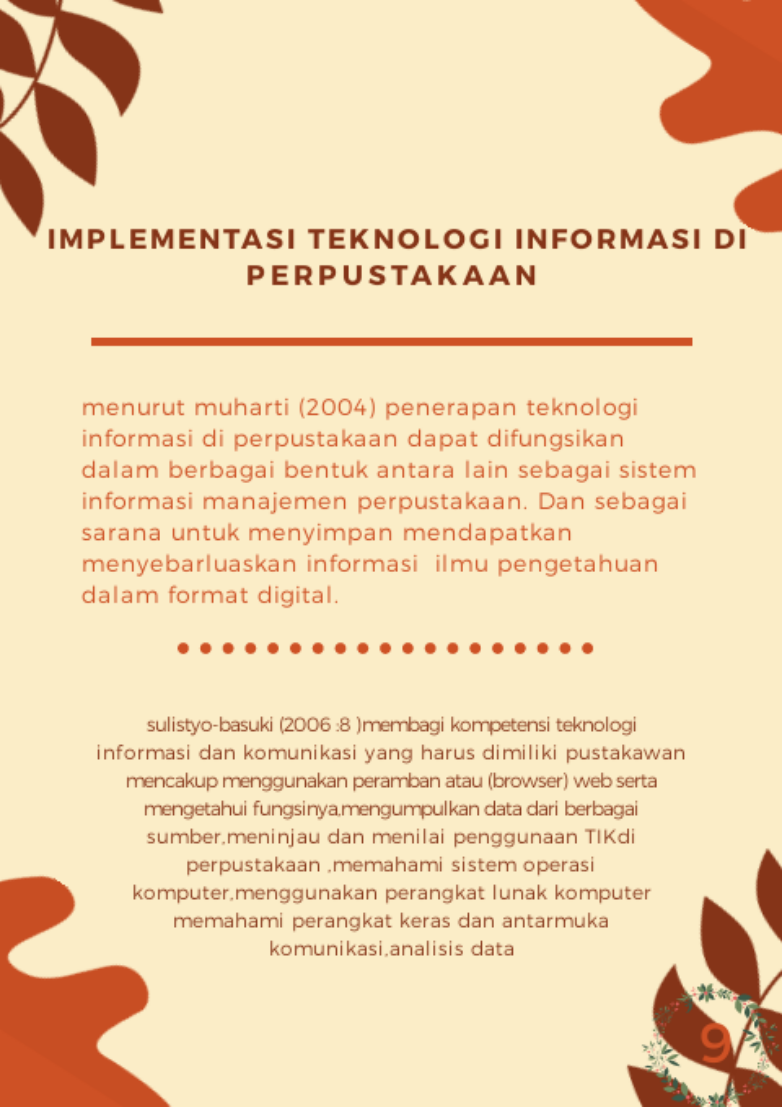 IMPLEMENTASI TEKNOLOGI INFORMASI DI
PERPUSTAKAAN
menurut muharti (2004) penerapan teknologi
informasi di perpustakaan dapat difungsikan
dalam berbagai bentuk antara lain sebagai sistem
informasi manajemen perpustakaan. Dan sebagai
sarana untuk menyimpan mendapatkan
menyebarluaskan informasi  ilmu pengetahuan
dalam format digital.
sulistyo-basuki (2006 :8 )membagi kompetensi teknologi
informasi dan komunikasi yang harus dimiliki pustakawan
mencakup menggunakan peramban atau (browser) web serta
mengetahui fungsinya,mengumpulkan data dari berbagai
sumber,meninjau dan menilai penggunaan TIKdi
perpustakaan ,memahami sistem operasi
komputer,menggunakan perangkat lunak komputer
memahami perangkat keras dan antarmuka
komunikasi,analisis data
9